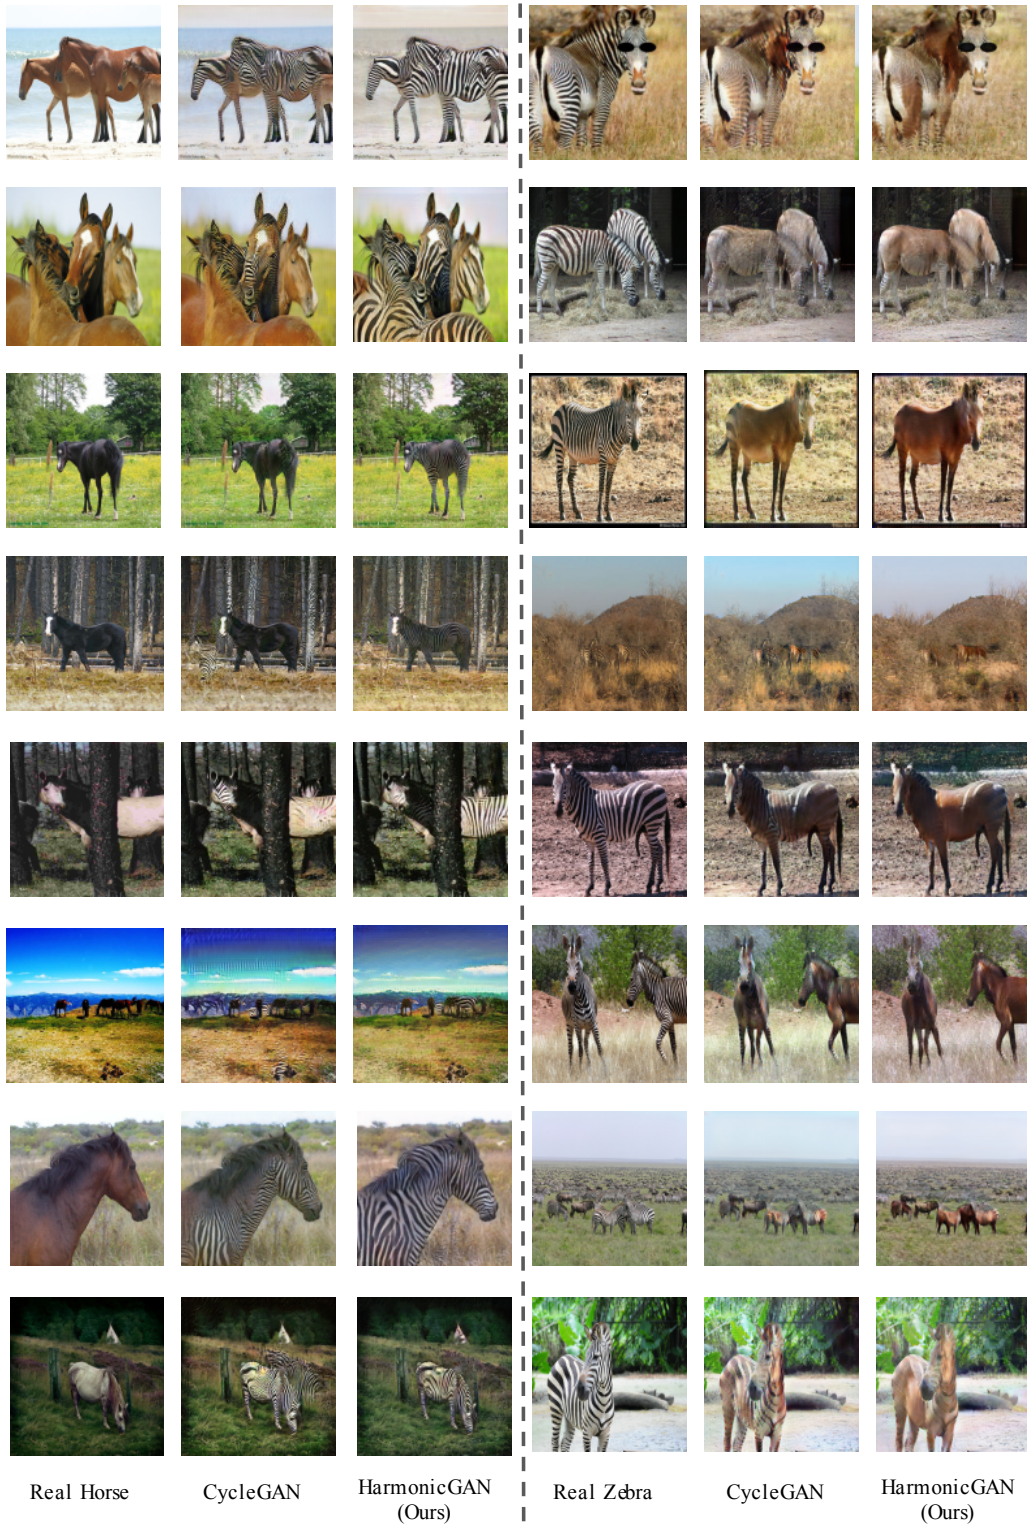 Real Horse
CycleGAN
HarmonicGAN
(Ours)
Real Zebra
CycleGAN
HarmonicGAN
(Ours)